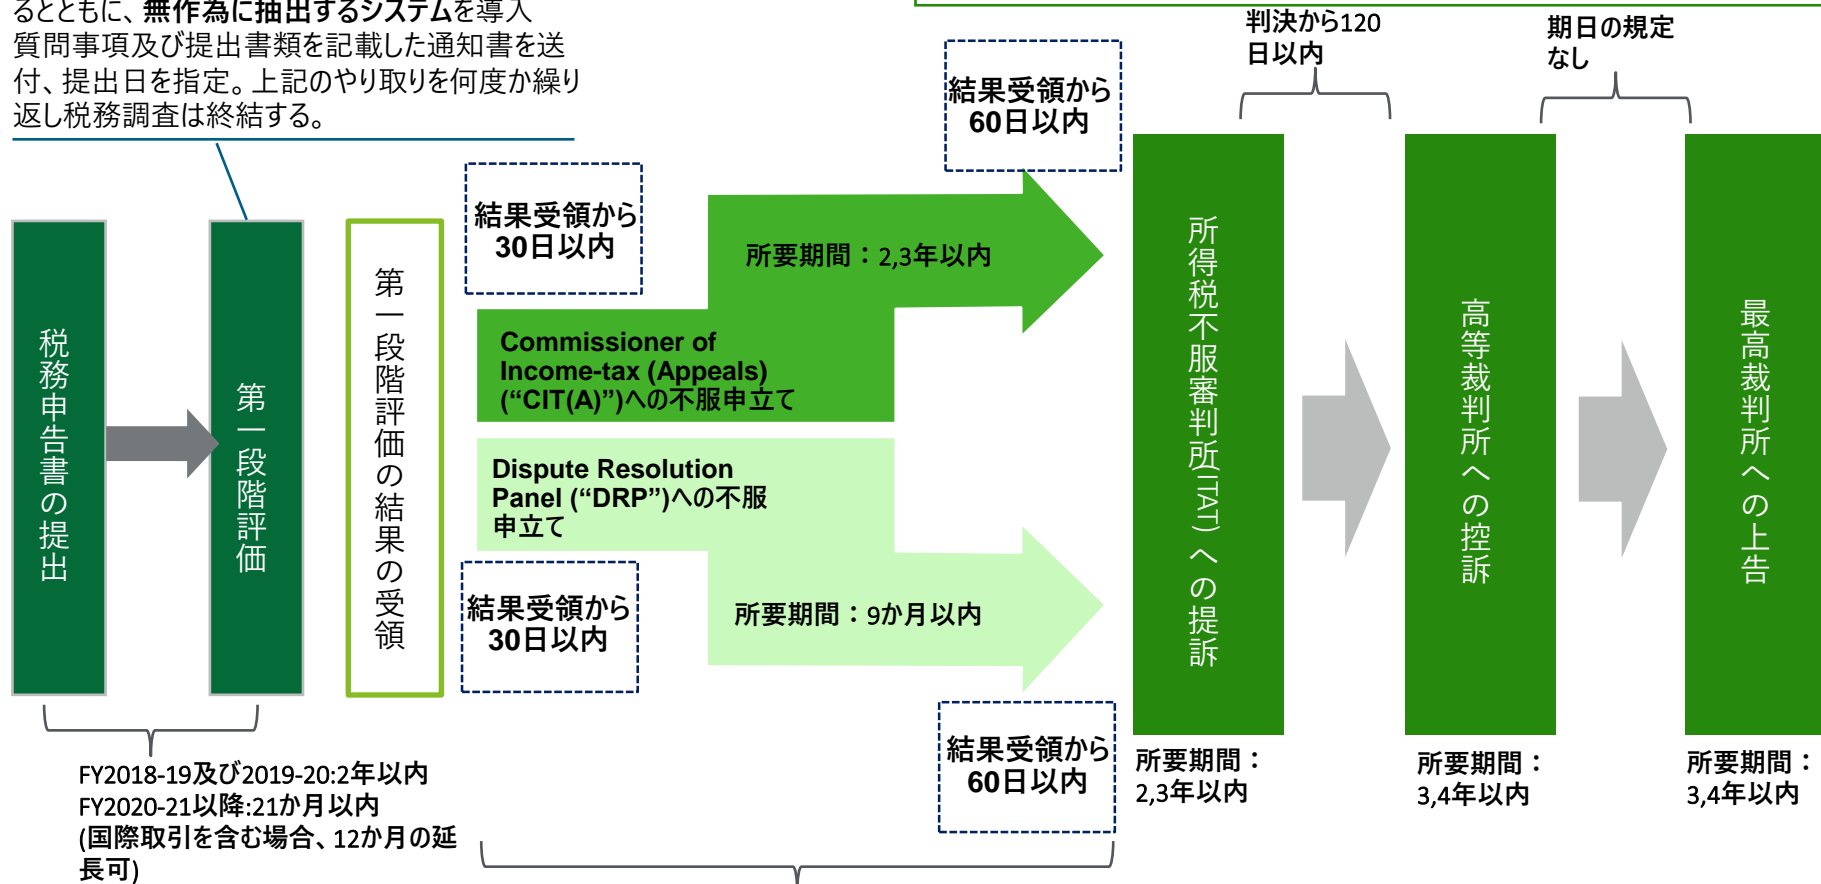 るとともに、無作為に抽出するシステムを導入
質問事項及び提出書類を記載した通知書を送
付、提出日を指定。上記のやり取りを何度か繰り
返し税務調査は終結する。
税務申告書の提出
第一段階評価
第一段階評価の結果の受領
FY2018-19及び2019-20:2年以内
FY2020-21以降:21か月以内
(国際取引を含む場合、12か月の延
長可)
結果受領から
30日以内
Commissioner of
Income-tax (Appeals)
(“CIT(A)”)への不服申立て
所要期間：2,3年以内
結果受領から
60日以内
Dispute Resolution
Panel (“DRP”)への不服
申立て
結果受領から
30日以内
所要期間：9か月以内
結果受領から
60日以内
所得税不服審判所(ITAT)への提訴
所要期間：
2,3年以内
判決から120
日以内
高等裁判所への控訴
所要期間：
3,4年以内
期日の規定
なし
最高裁判所への上告
所要期間：
3,4年以内